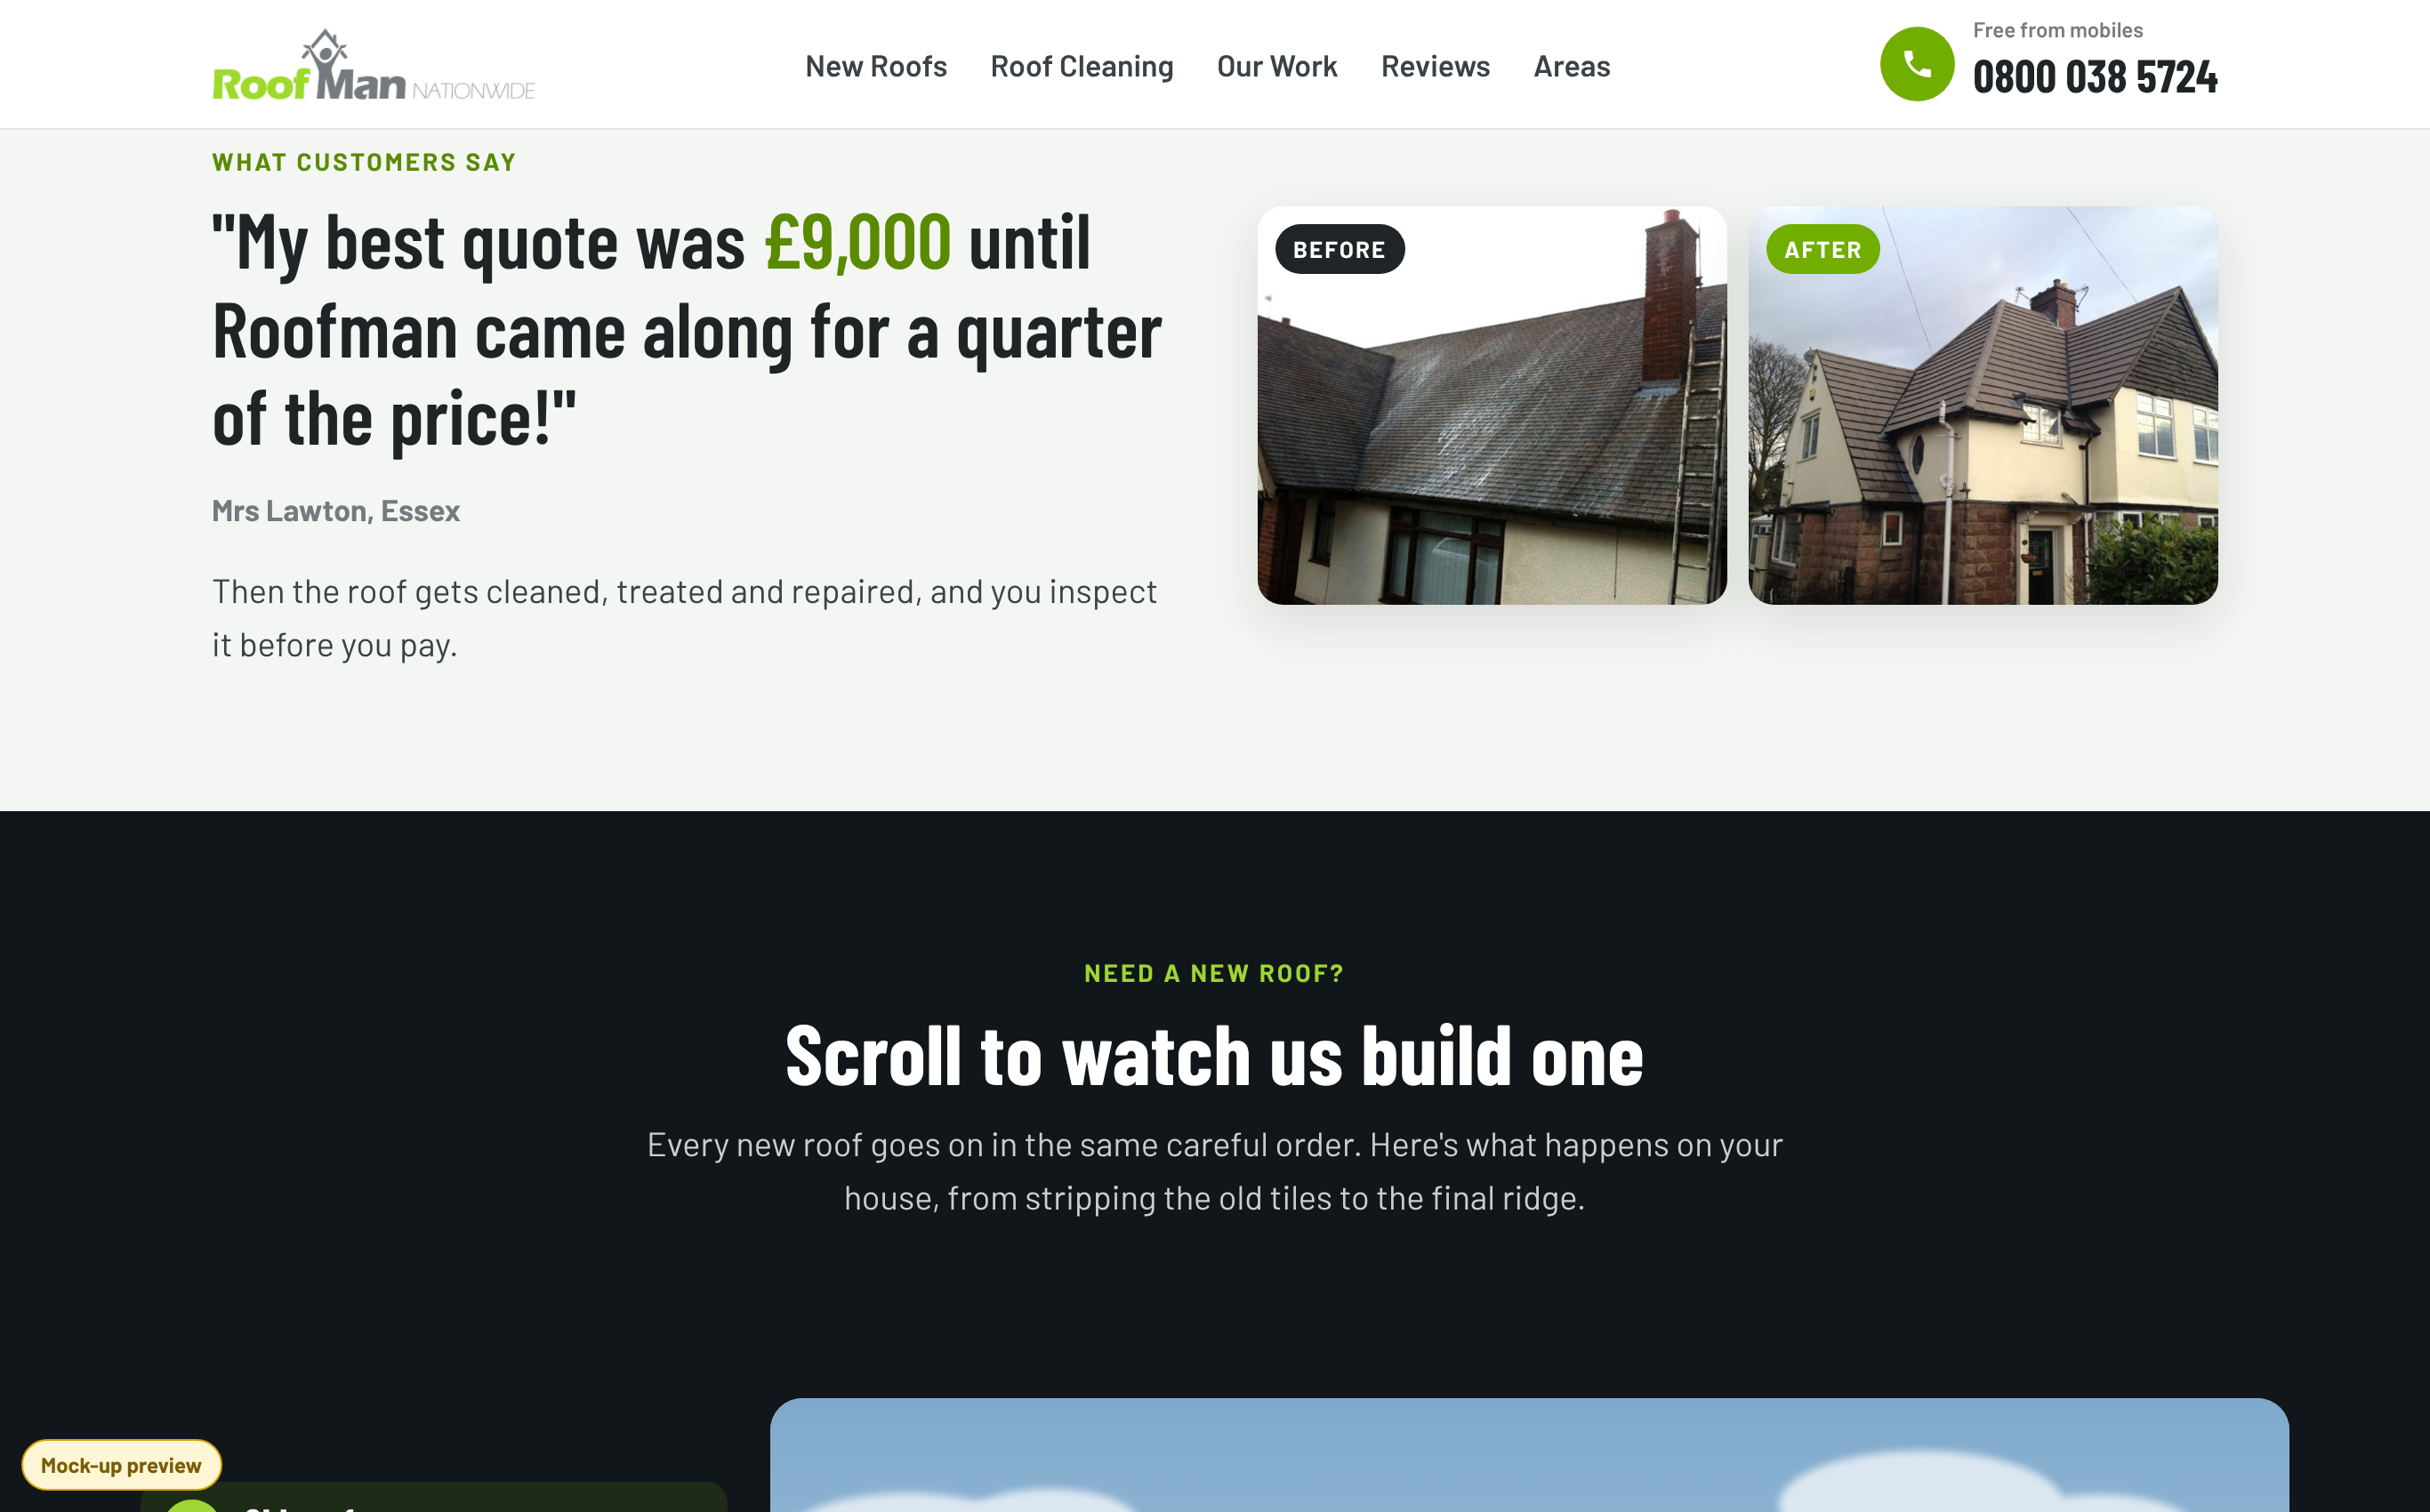 RoofMan NATIONWIDE
New Roofs Roof Cleaning Our Work Reviews Areas
Free from mobiles
0800 038 5724
WHAT CUSTOMERS SAY
"My best quote was £9,000 until
Roofman came along for a quarter
of the price!"
Mrs Lawton, Essex
Then the roof gets cleaned, treated and repaired, and you inspect
it before you pay.
BEFORE
AFTER
NEED A NEW ROOF?
Scroll to watch us build one
Every new roof goes on in the same careful order. Here's what happens on your
house, from stripping the old tiles to the final ridge.
Mock-up preview